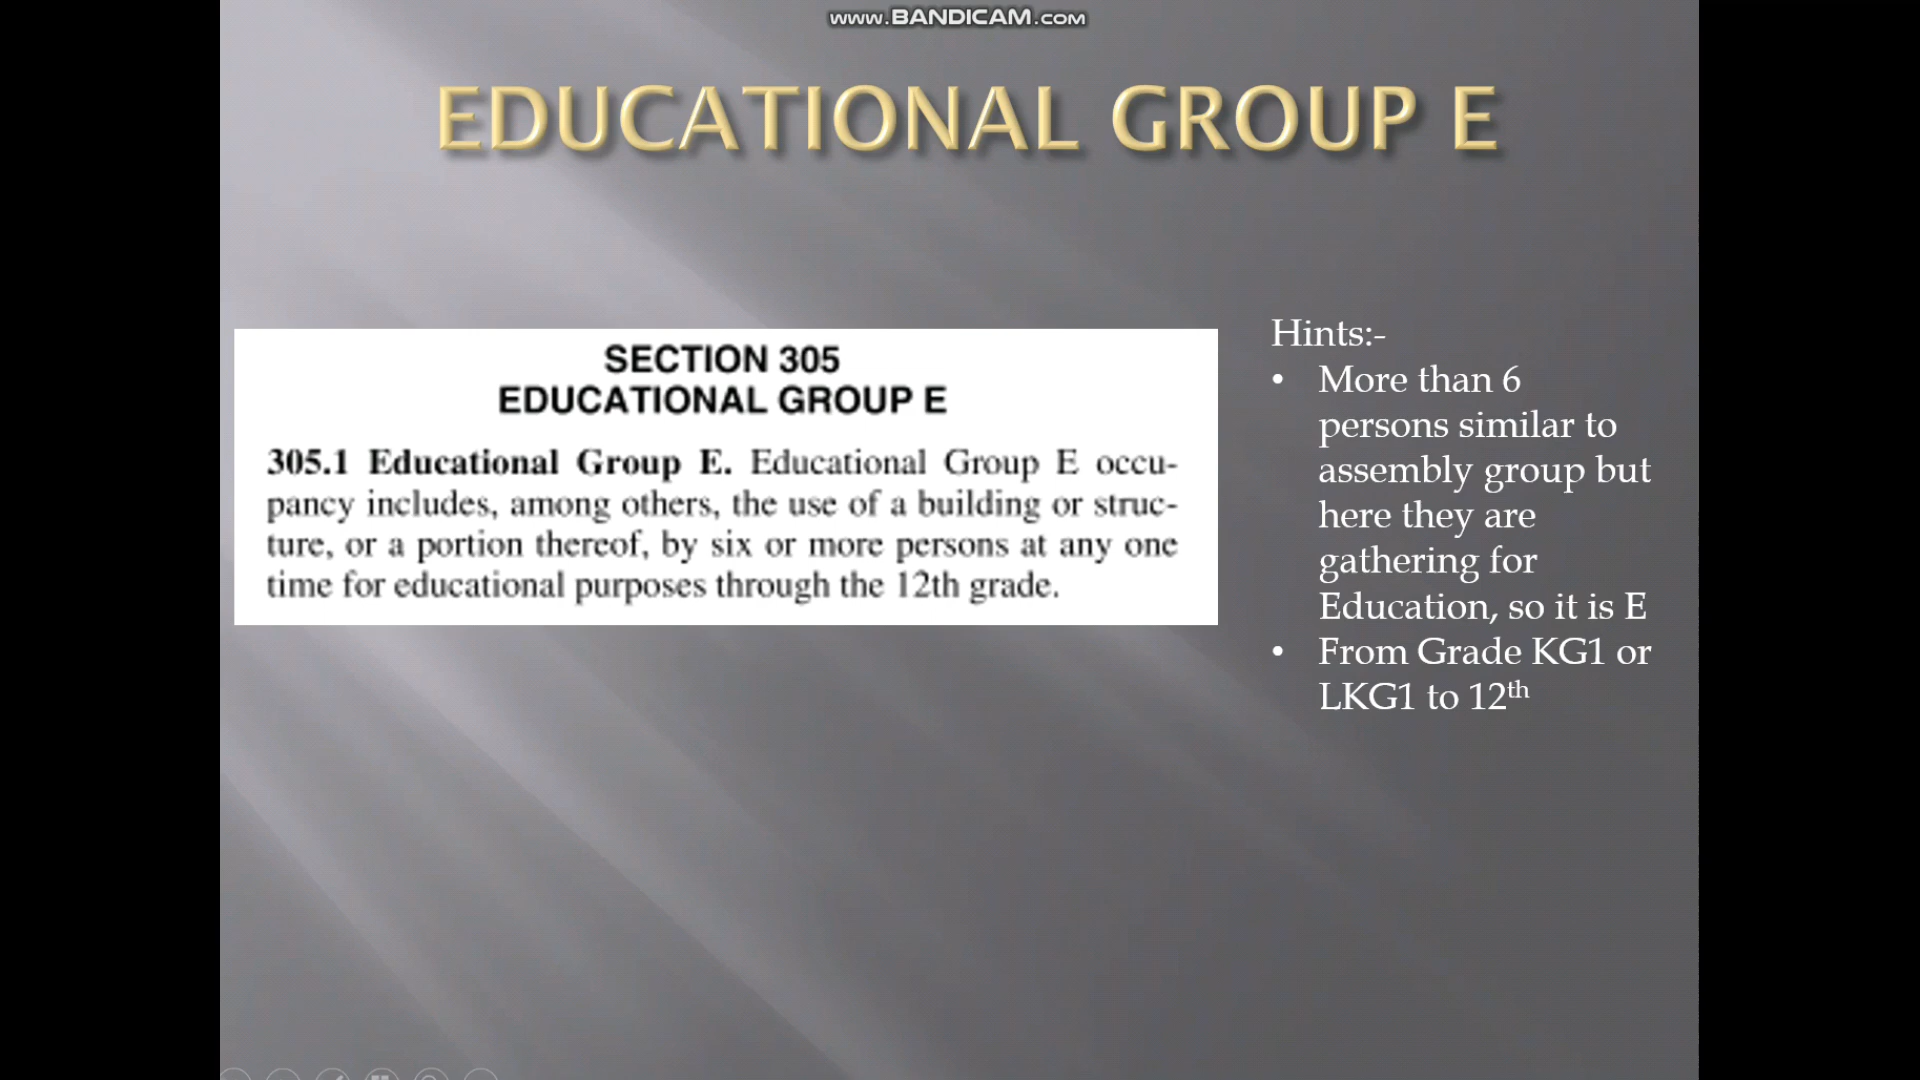 www.BANDICAM.com
EDUCATIONAL GROUP E
SECTION 305
EDUCATIONAL GROUP E
305.1 Educational Group E. Educational Group E occu-
pancy includes, among others, the use of a building or struc-
ture, or a portion thereof, by six or more persons at any one
time for educational purposes through the 12th grade.
Hints:-
• More than 6
persons similar to
assembly group but
here they are
gathering for
Education, so it is E
• From Grade KG1 or
LKG1 to 12th